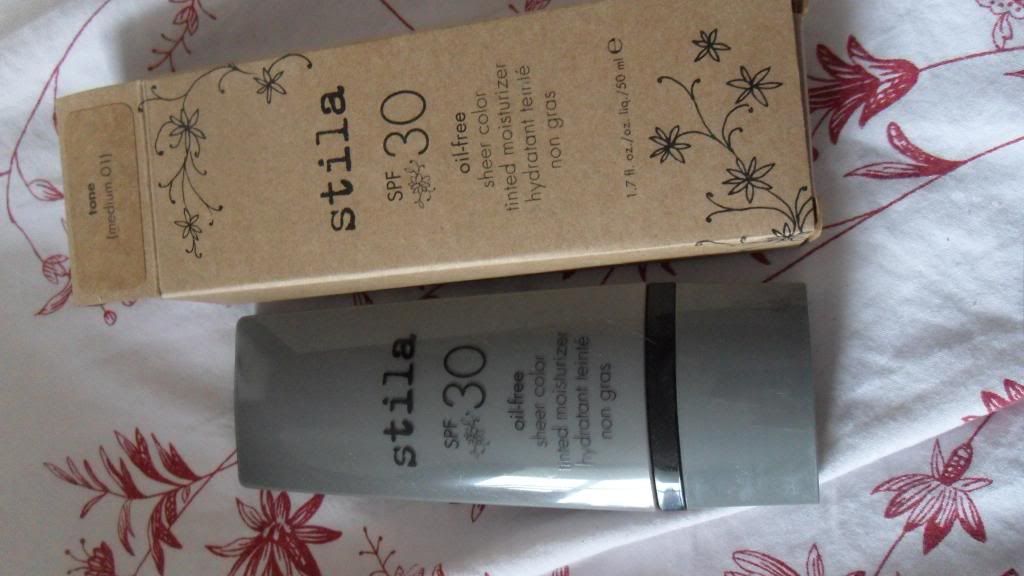 tone
(medium 01)
stila
SPF
30
oil-free
sheer color
tinted moisturizer
hydratant teinté
non gras
1.7 fl. oz./oz. liq./50 ml e
stila
SPF
30
oil-free
sheer color
tinted moisturizer
hydratant teinté
non gras